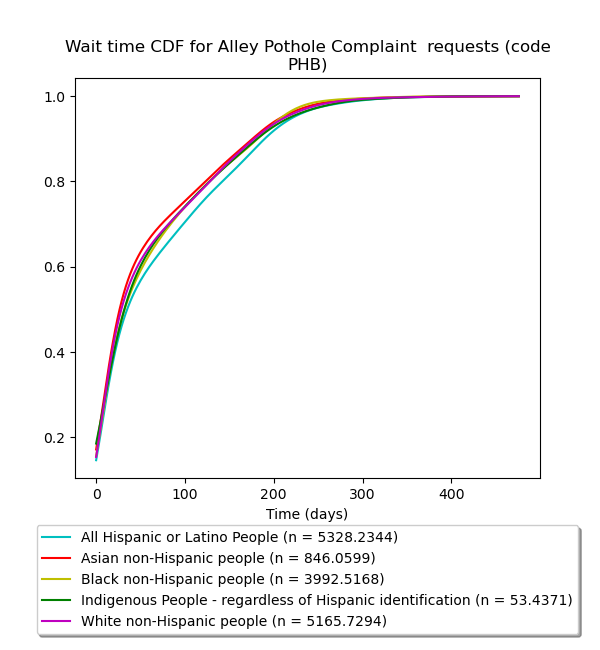 Wait time CDF for Alley Pothole Complaint  requests (code
PHB)
1.0
0.8
0.6
0.4
0.2
0 100 200 300 400
Time (days)
All Hispanic or Latino People (n = 5328.2344)
Asian non-Hispanic people (n = 846.0599)
Black non-Hispanic people (n = 3992.5168)
Indigenous People - regardless of Hispanic identification (n = 53.4371)
White non-Hispanic people (n = 5165.7294)